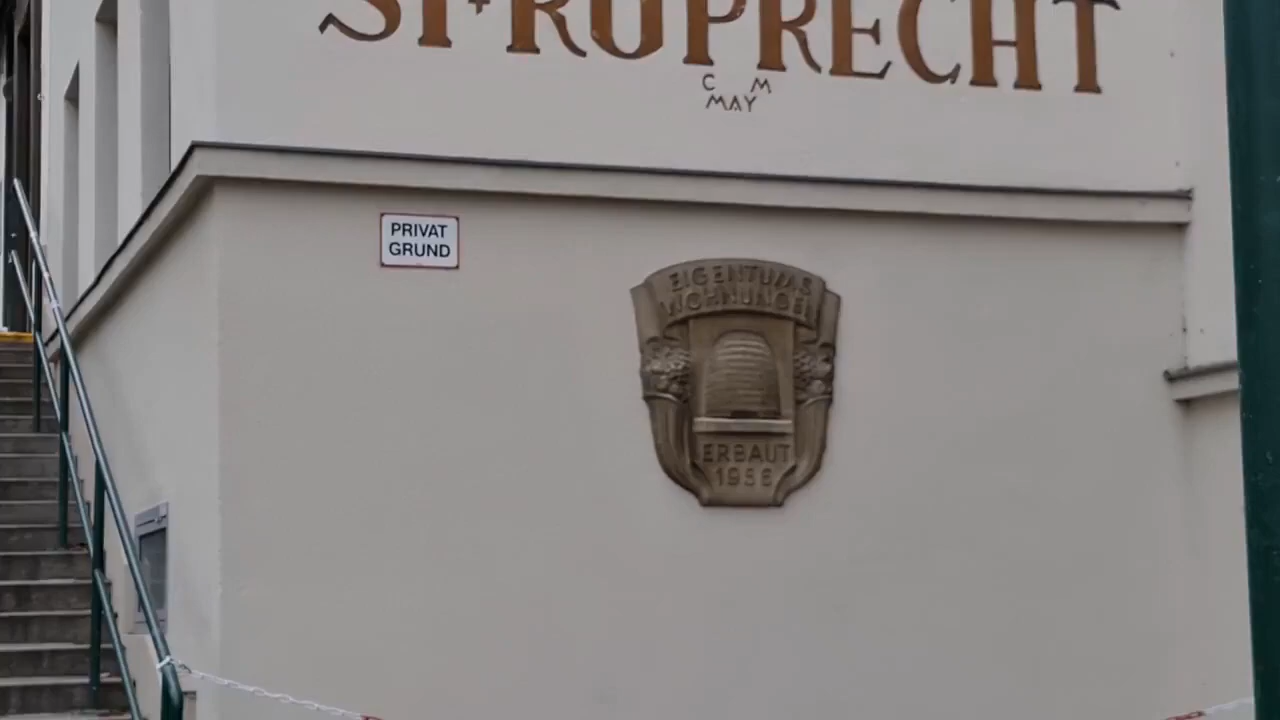 ST. RUPRECHT
C M
MAY
PRIVAT
GRUND
EIGENTUMS
WOHNUNGEN
ERBAUT
1956